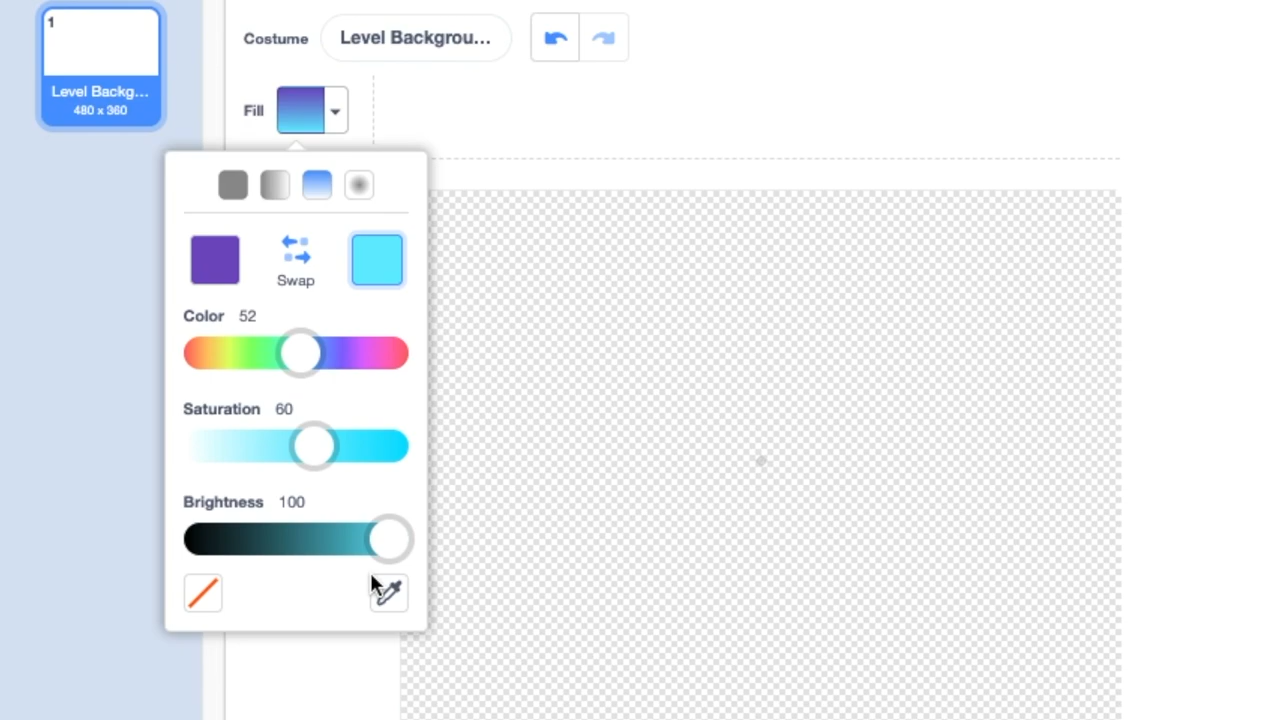 1
Level Backg...
480 x 360
Costume
Level Backgrou...
Fill
Swap
Color 52
Saturation 60
Brightness 100